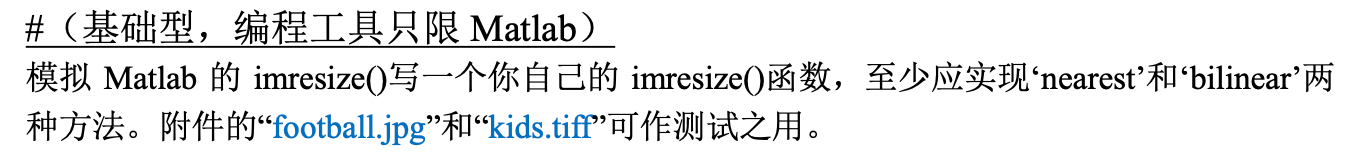 #（基础型，编程工具只限 Matlab）
模拟 Matlab 的 imresize()写一个你自己的 imresize()函数，至少应实现‘nearest’和‘bilinear’两
种方法。附件的“football.jpg”和“kids.tiff”可作测试之用。